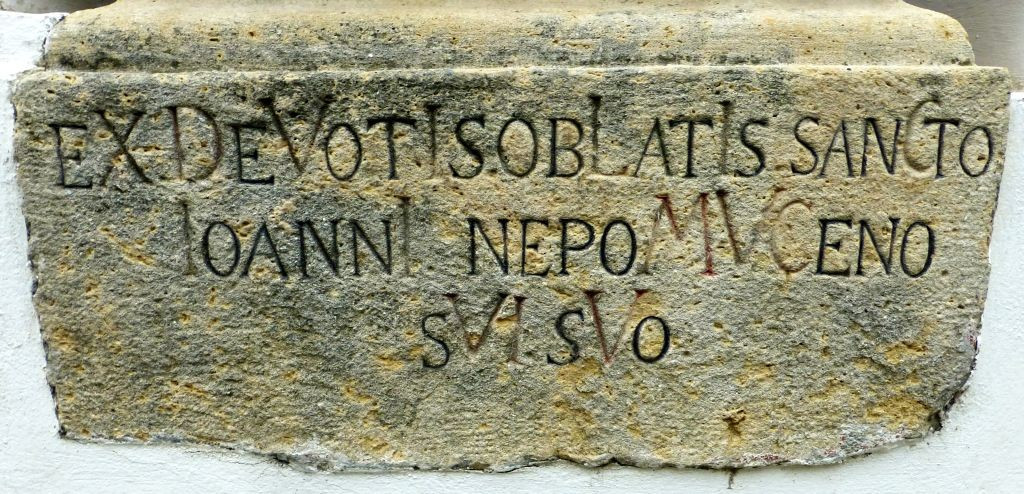 EX DEVOTIS OBLATIS SANCTO
IOANNI NEPOMVCENO
SVI SVO